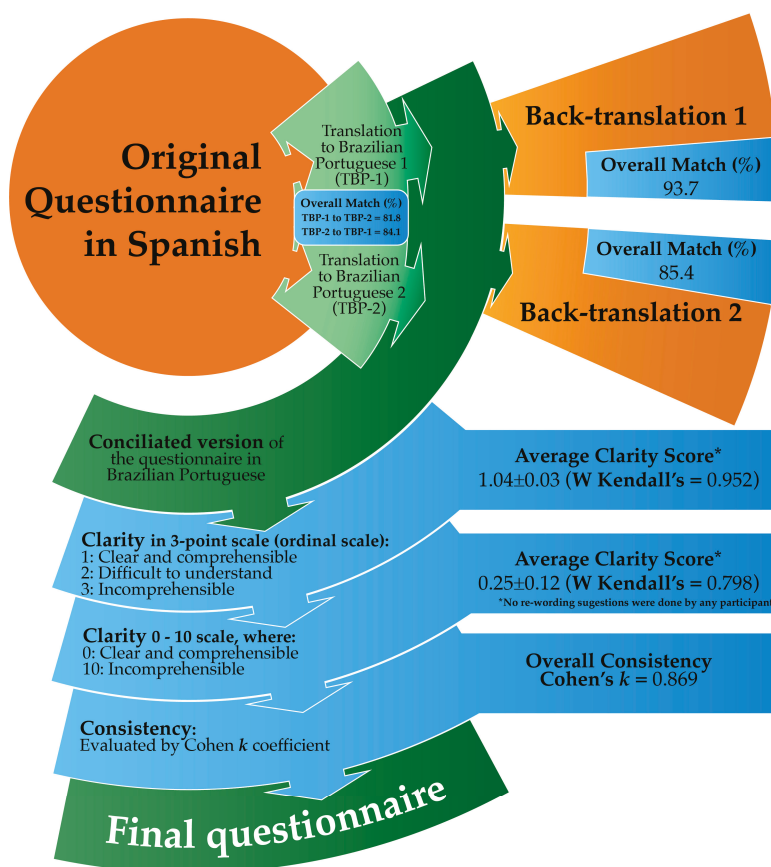 Original
Questionnaire
in Spanish
Translation
to Brazilian
Portuguese 1
(TBP-1)
Overall Match (%)
TBP-1 to TBP-2 = 81.8
TBP-2 to TBP-1 = 84.1
Translation
to Brazilian
Portuguese 2
(TBP-2)
Back-translation 1
Overall Match (%)
93.7
Overall Match (%)
85.4
Back-translation 2
Conciliated version of
the questionnaire in
Brazilian Portuguese
Average Clarity Score*
1.04±0.03 (W Kendall's = 0.952)
Clarity in 3-point scale (ordinal scale):
1: Clear and comprehensible
2: Difficult to understand
3: Incomprehensible
Average Clarity Score*
0.25±0.12 (W Kendall's = 0.798)
*No re-wording sugestions were done by any participant
Clarity 0 - 10 scale, where:
0: Clear and comprehensible
10: Incomprehensible
Overall Consistency
Cohen's k = 0.869
Consistency:
Evaluated by Cohen k coefficient
Final questionnaire